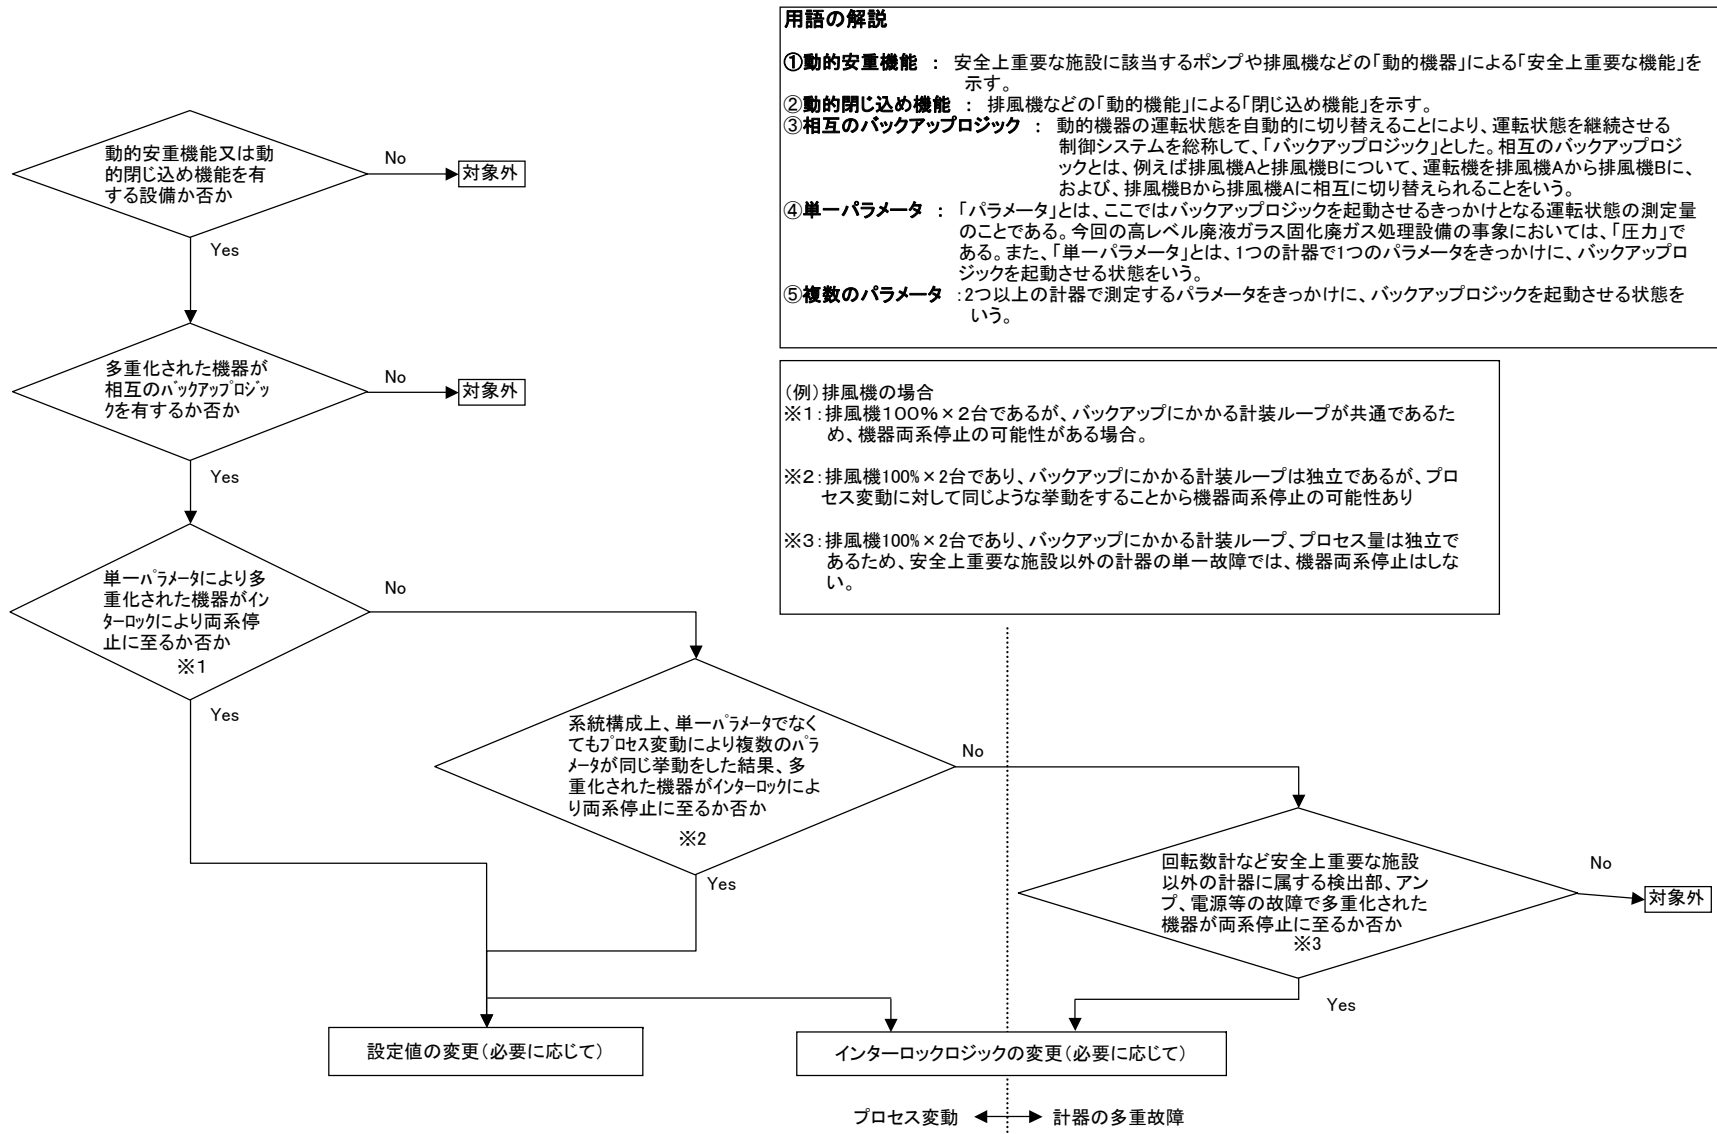 用語の解説
①動的安重機能 ： 安全上重要な施設に該当するポンプや排風機などの「動的機器」による「安全上重要な機能」を
示す。
②動的閉じ込め機能 ： 排風機などの「動的機能」による「閉じ込め機能」を示す。
③相互のバックアップロジック ： 動的機器の運転状態を自動的に切り替えることにより、運転状態を継続させる
制御システムを総称して、「バックアップロジック」とした。相互のバックアップロジ
ックとは、例えば排風機Aと排風機Bについて、運転機を排風機Aから排風機Bに、
および、排風機Bから排風機Aに相互に切り替えられることをいう。
④単一パラメータ ： 「パラメータ」とは、ここではバックアップロジックを起動させるきっかけとなる運転状態の測定量
のことである。今回の高レベル廃液ガラス固化廃ガス処理設備の事象においては、「圧力」で
ある。また、「単一パラメータ」とは、1つの計器で1つのパラメータをきっかけに、バックアップロ
ジックを起動させる状態をいう。
⑤複数のパラメータ ：2つ以上の計器で測定するパラメータをきっかけに、バックアップロジックを起動させる状態を
いう。
（例）排風機の場合
※1：排風機１００％×２台であるが、バックアップにかかる計装ループが共通であるた
め、機器両系停止の可能性がある場合。
※２：排風機100%×2台であり、バックアップにかかる計装ループは独立であるが、プロ
セス変動に対して同じような挙動をすることから機器両系停止の可能性あり
※３：排風機100%×2台であり、バックアップにかかる計装ループ、プロセス量は独立で
あるため、安全上重要な施設以外の計器の単一故障では、機器両系停止はしな
い。
動的安重機能又は動
的閉じ込め機能を有
する設備か否か
No
対象外
Yes
多重化された機器が
相互のﾊﾞｯｸｱｯﾌﾟﾛｼﾞｯ
ｸを有するか否か
No
対象外
Yes
単一ﾊﾟﾗﾒｰﾀにより多
重化された機器がｲﾝ
ﾀｰﾛｯｸにより両系停
止に至るか否か
※１
No
Yes
系統構成上、単一ﾊﾟﾗﾒｰﾀでなく
てもﾌﾟﾛｾｽ変動により複数のﾊﾟﾗ
ﾒｰﾀが同じ挙動をした結果、多
重化された機器がｲﾝﾀｰﾛｯｸによ
り両系停止に至るか否か
※2
No
Yes
回転数計など安全上重要な施設
以外の計器に属する検出部、アン
プ、電源等の故障で多重化された
機器が両系停止に至るか否か
※3
No
対象外
Yes
設定値の変更（必要に応じて）
インターロックロジックの変更（必要に応じて）
プロセス変動
計器の多重故障